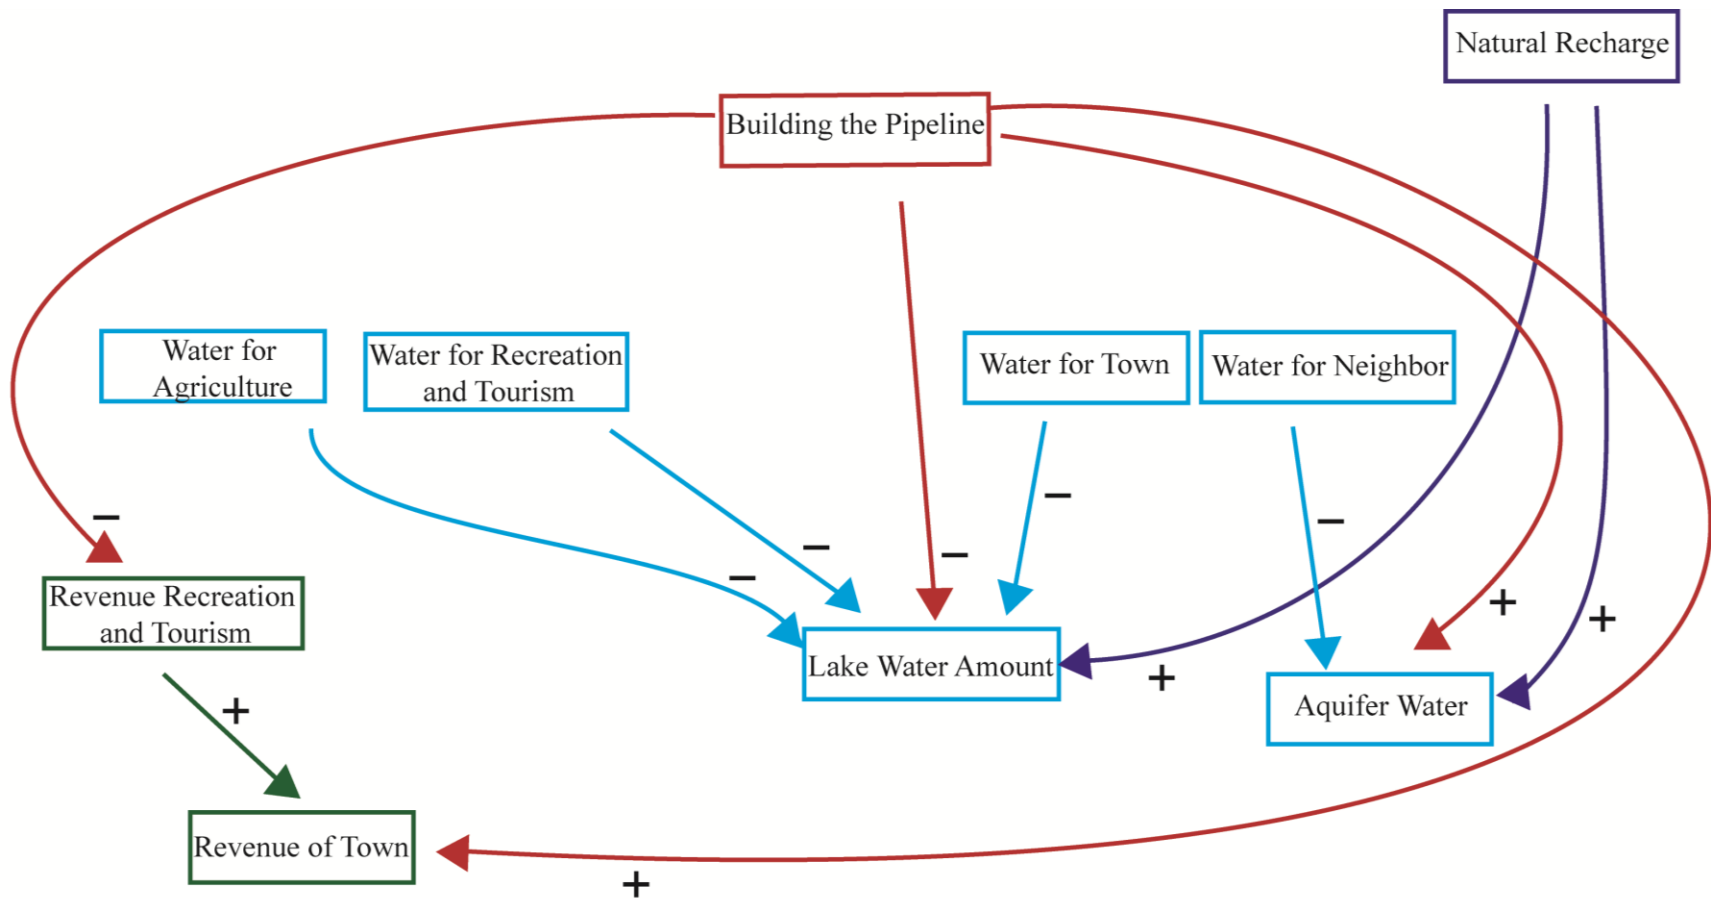 Natural Recharge
Building the Pipeline
Water for
Agriculture
Water for Recreation
and Tourism
Water for Town
Water for Neighbor
−
−
−
−
−
−
−
+
+
Revenue Recreation
and Tourism
Lake Water Amount
+
Aquifer Water
+
Revenue of Town
+